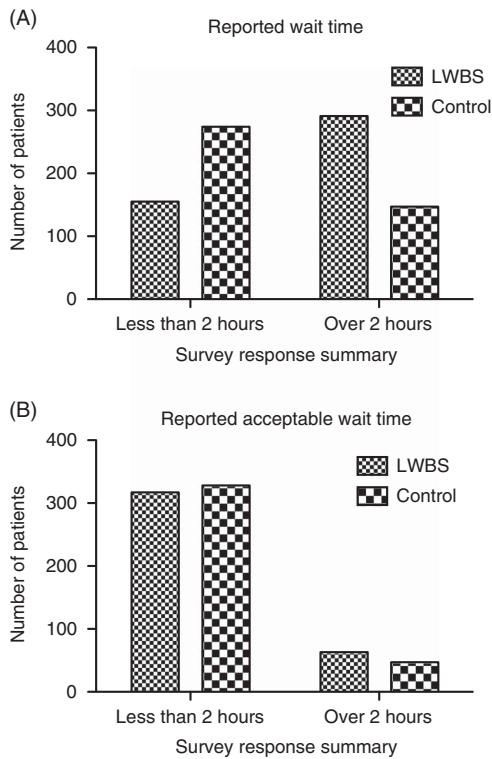 (A)
Reported wait time
400
300
200
100
0
Number of patients
LWBS
Control
Less than 2 hours
Over 2 hours
Survey response summary
(B)
Reported acceptable wait time
400
300
200
100
0
Number of patients
LWBS
Control
Less than 2 hours
Over 2 hours
Survey response summary